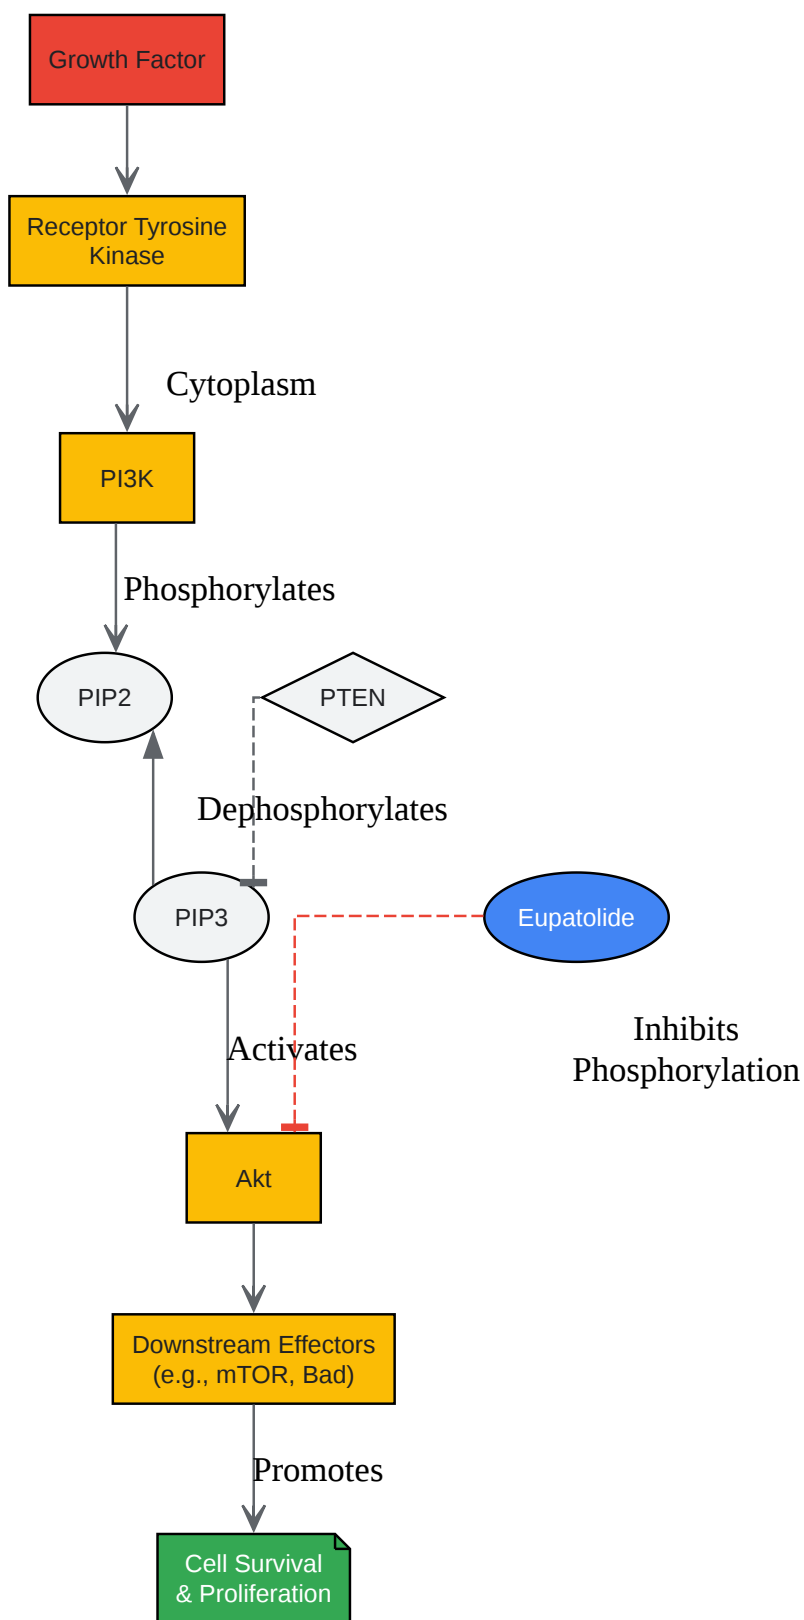 Growth Factor
Receptor Tyrosine
Kinase
Cytoplasm
PI3K
Phosphorylates
PIP2
PTEN
Dephosphorylates
PIP3
Eupatolide
Inhibits
Phosphorylation
Activates
Akt
Downstream Effectors
(e.g., mTOR, Bad)
Promotes
Cell Survival
& Proliferation